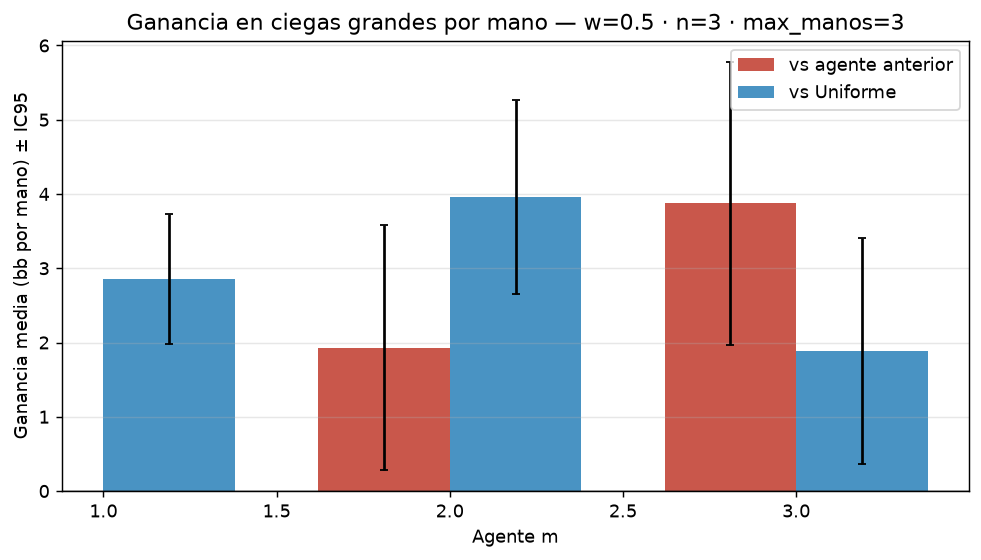 Ganancia en ciegas grandes por mano — w=0.5 · n=3 · max_manos=3
vs agente anterior
vs Uniforme
Ganancia media (bb por mano) ± IC95
6
5
4
3
2
1
0
1.0
1.5
2.0
2.5
3.0
Agente m